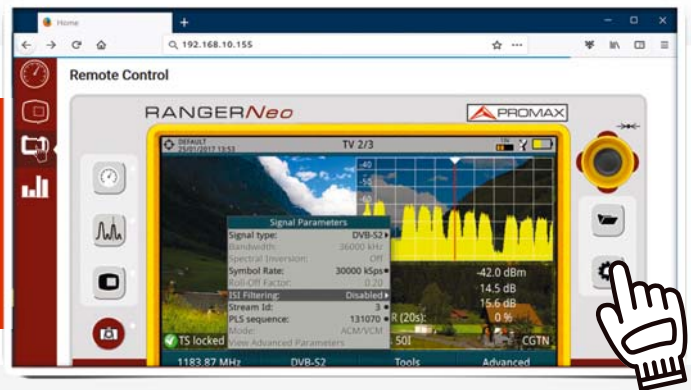 Home
192.168.10.155
Remote Control
RANGERNeo
PROMAX
DEFAULT
25/01/2017 13:53
TV 2/3
-40
-50
-60
Signal Parameters
Signal type: DVB-S2
Bandwidth: 36000 kHz
Spectral Inversion: Off
Symbol Rate: 30000 kSps
Roll-Off Factor: 0.20
ISI Filtering: Disabled
Stream Id: 3
PLS sequence: 131070
Mode: ACM/VCM
View Advanced Parameters
-42.0 dBm
14.5 dB
15.6 dB
R (20s): 0 %
TS locked
CGTN
1183.87 MHz
DVB-S2
Tools
Advanced